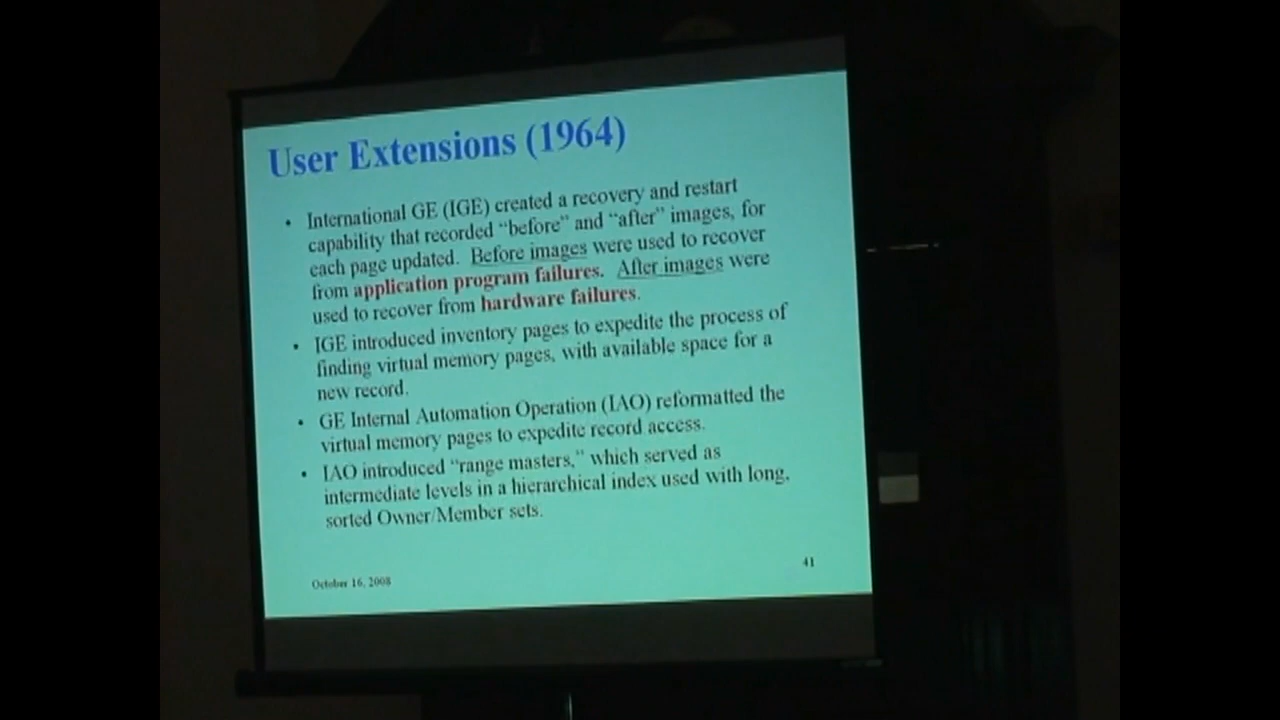 User Extensions (1964)
• International GE (IGE) created a recovery and restart
capability that recorded “before” and “after” images, for
each page updated. Before images were used to recover
from application program failures. After images were
used to recover from hardware failures.
• IGE introduced inventory pages to expedite the process of
finding virtual memory pages, with available space for a
new record.
• GE Internal Automation Operation (IAO) reformatted the
virtual memory pages to expedite record access.
• IAO introduced “range masters,” which served as
intermediate levels in a hierarchical index used with long,
sorted Owner/Member sets.
October 16, 2008
41